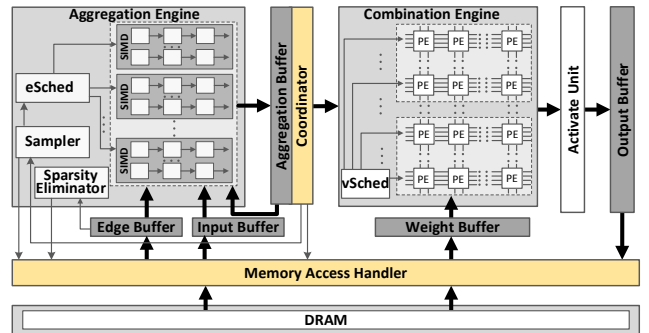 Aggregation Engine
Combination Engine
eSched
Sampler
Sparsity
Eliminator
SIMD
SIMD
SIMD
Aggregation Buffer
Coordinator
PE PE PE
PE PE PE
PE PE PE
PE PE PE
vSched
Activate Unit
Output Buffer
Edge Buffer
Input Buffer
Weight Buffer
Memory Access Handler
DRAM